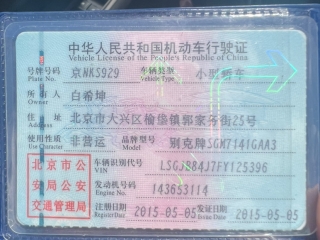 中华人民共和国机动车行驶证
Vehicle License of the People's Republic of China
号牌号码 京NKS929 车辆类型 小型轿车
Plate No. Vehicle Type
所有人 白希坤
Owner
住址 北京市大兴区榆垡镇郭家务街25号
Address
使用性质 非营运 品牌型号 别克牌SGM7141GAA3
Use Character Model
北京市公安局公安交通管理局
车辆识别代号 LSGJS84J7FY125396
VIN
发动机号码 143653114
Engine No.
注册日期 2015-05-05 发证日期 2015-05-05
Register Date Issue Date